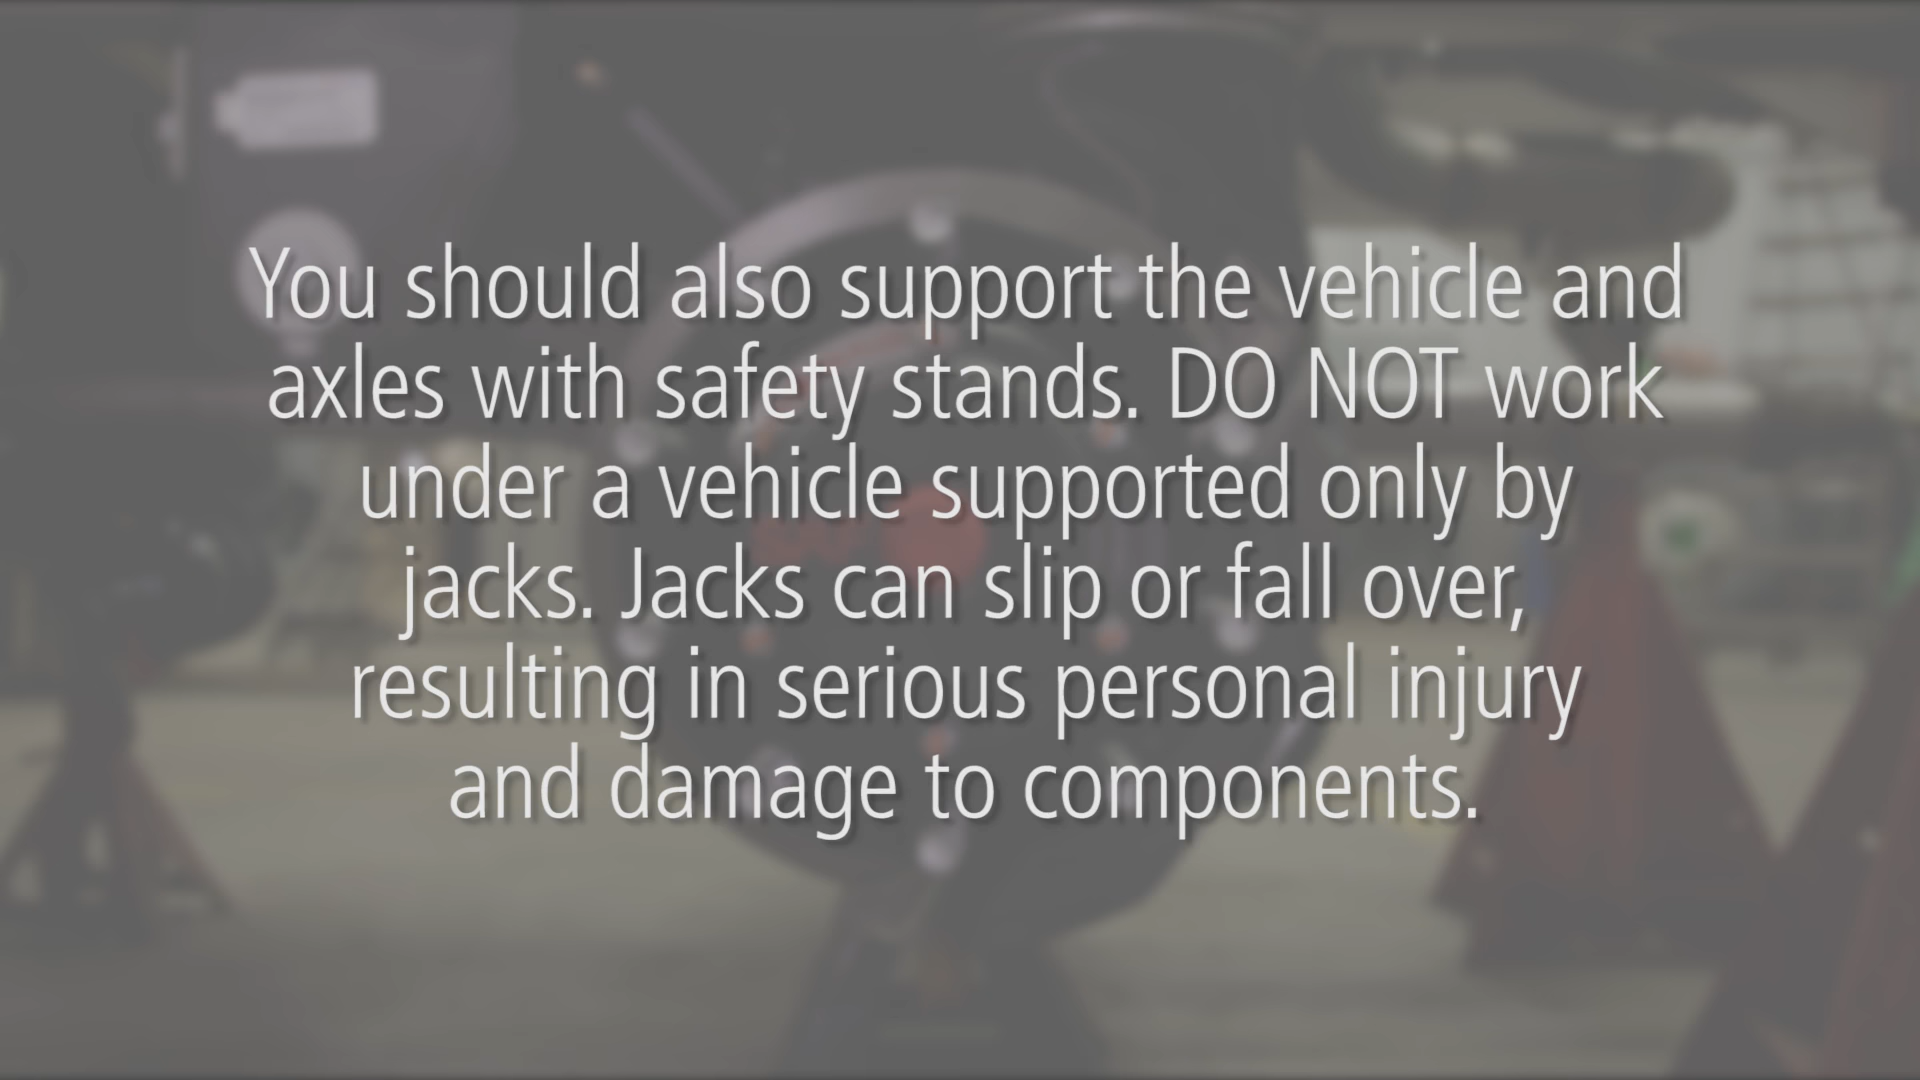 You should also support the vehicle and
axles with safety stands. DO NOT work
under a vehicle supported only by
jacks. Jacks can slip or fall over,
resulting in serious personal injury
and damage to components.